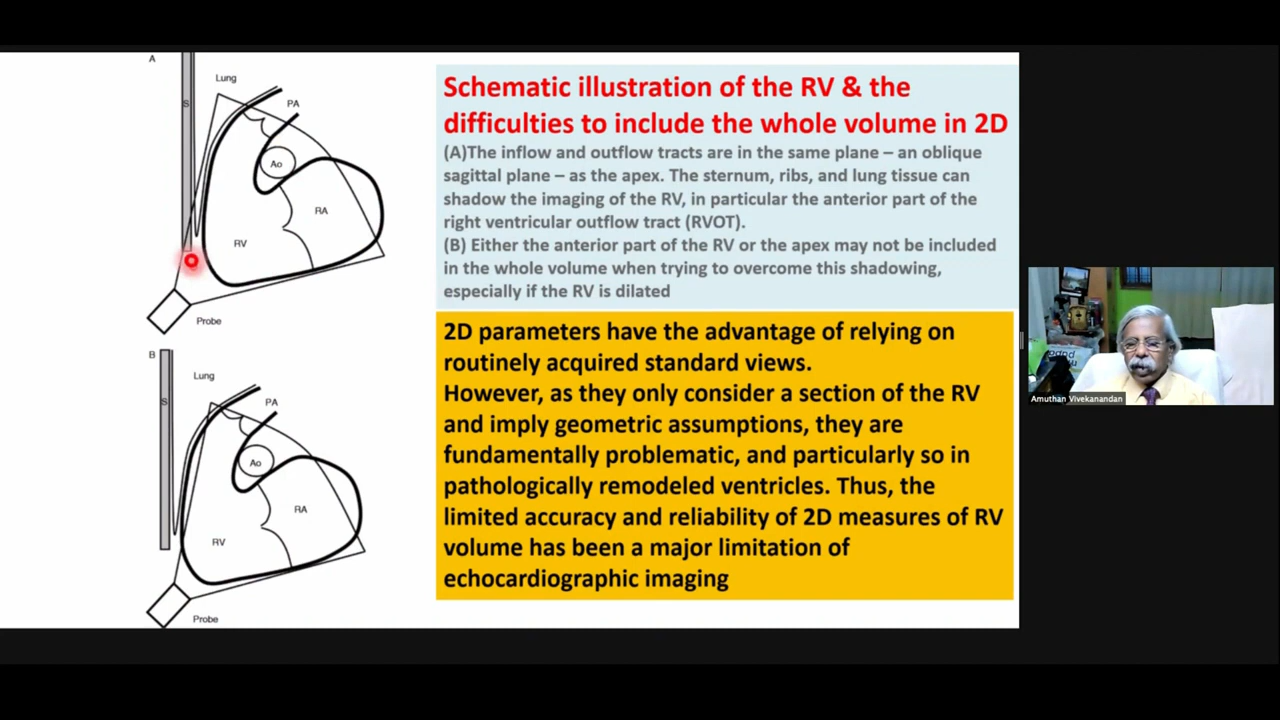 A
Lung
S
PA
Ao
RA
RV
Probe
B
Lung
S
PA
Ao
RA
RV
Probe
Schematic illustration of the RV & the
difficulties to include the whole volume in 2D
(A)The inflow and outflow tracts are in the same plane – an oblique
sagittal plane – as the apex. The sternum, ribs, and lung tissue can
shadow the imaging of the RV, in particular the anterior part of the
right ventricular outflow tract (RVOT).
(B) Either the anterior part of the RV or the apex may not be included
in the whole volume when trying to overcome this shadowing,
especially if the RV is dilated
2D parameters have the advantage of relying on
routinely acquired standard views.
However, as they only consider a section of the RV
and imply geometric assumptions, they are
fundamentally problematic, and particularly so in
pathologically remodeled ventricles. Thus, the
limited accuracy and reliability of 2D measures of RV
volume has been a major limitation of
echocardiographic imaging
Amuthan Vivekanandan